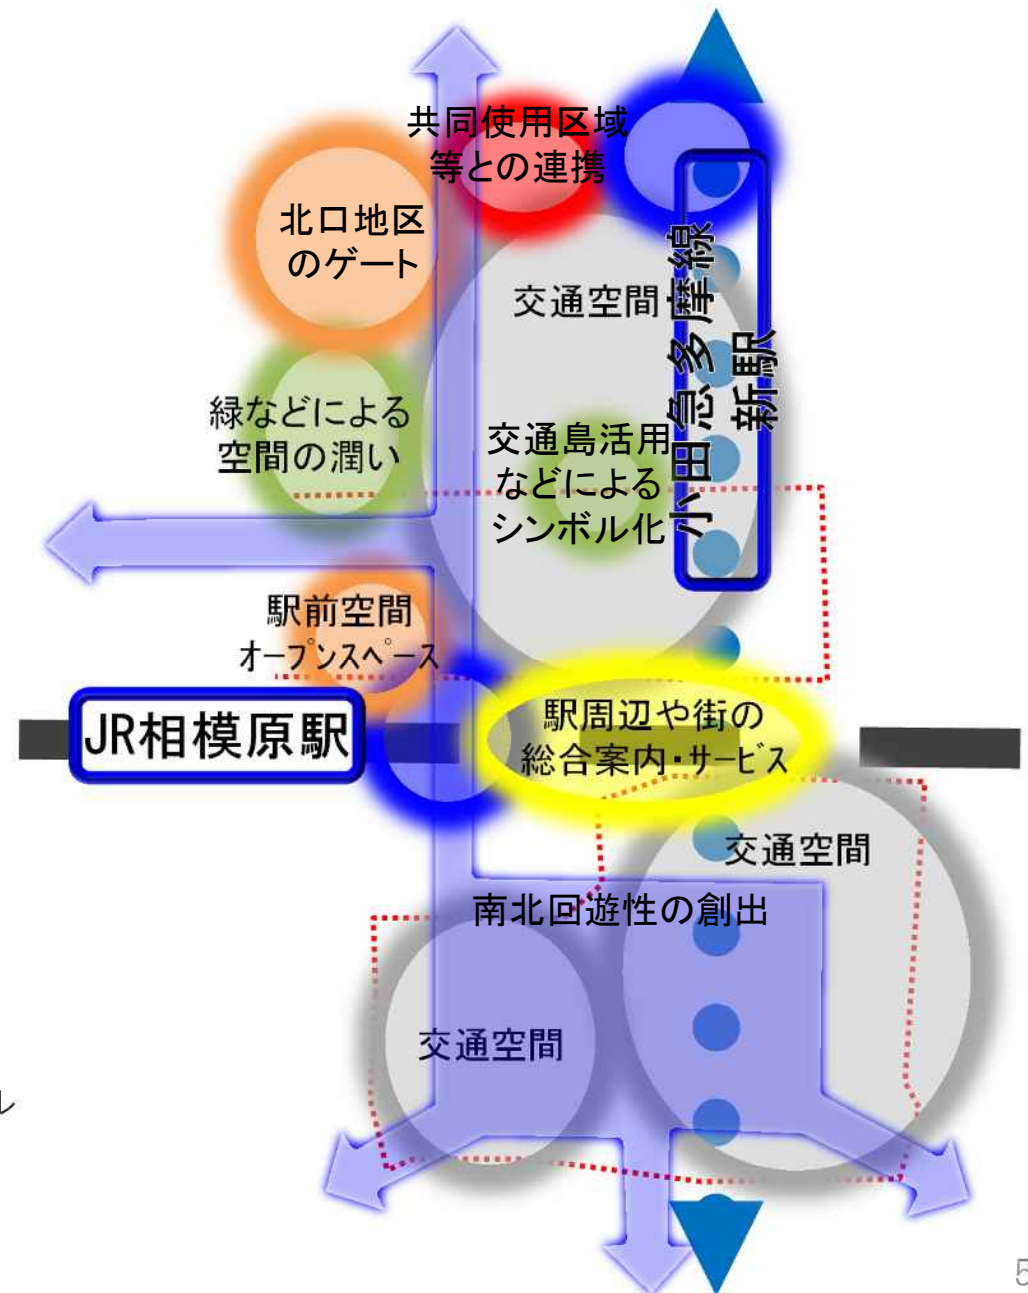 共同使用区域
等との連携
北口地区
のゲート
交通空間
小田急多摩線
新駅
緑などによる
空間の潤い
交通島活用
などによる
シンボル化
駅前空間
ｵｰﾌﾟﾝｽﾍﾟｰｽ
JR相模原駅
駅周辺や街の
総合案内・ｻｰﾋﾞｽ
交通空間
南北回遊性の創出
交通空間
ル
5